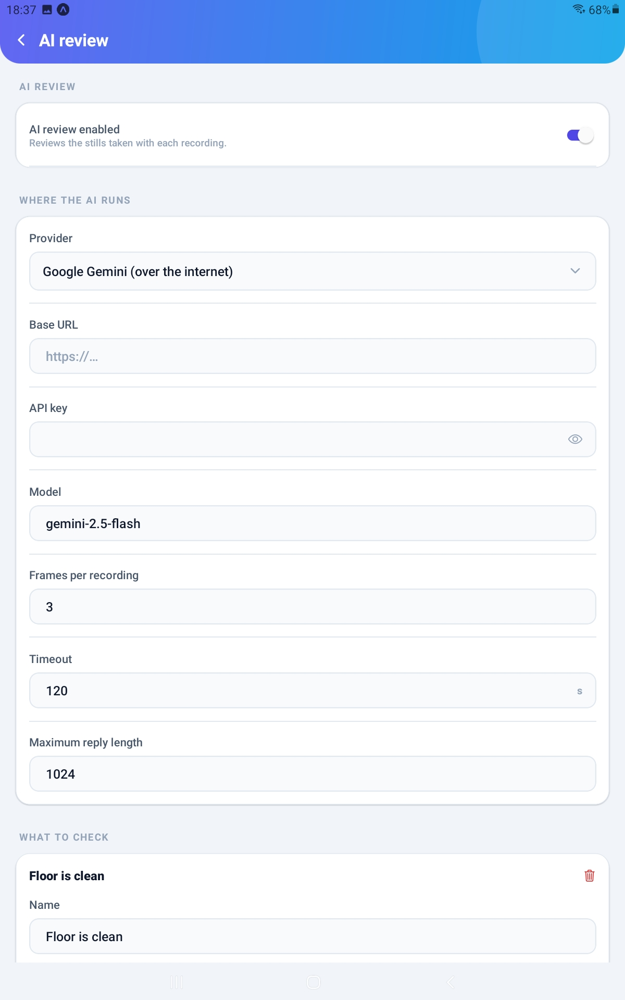 18:37
68%
AI review
AI REVIEW
AI review enabled
Reviews the stills taken with each recording.
WHERE THE AI RUNS
Provider
Google Gemini (over the internet)
Base URL
https://...
API key
Model
gemini-2.5-flash
Frames per recording
3
Timeout
120
s
Maximum reply length
1024
WHAT TO CHECK
Floor is clean
Name
Floor is clean